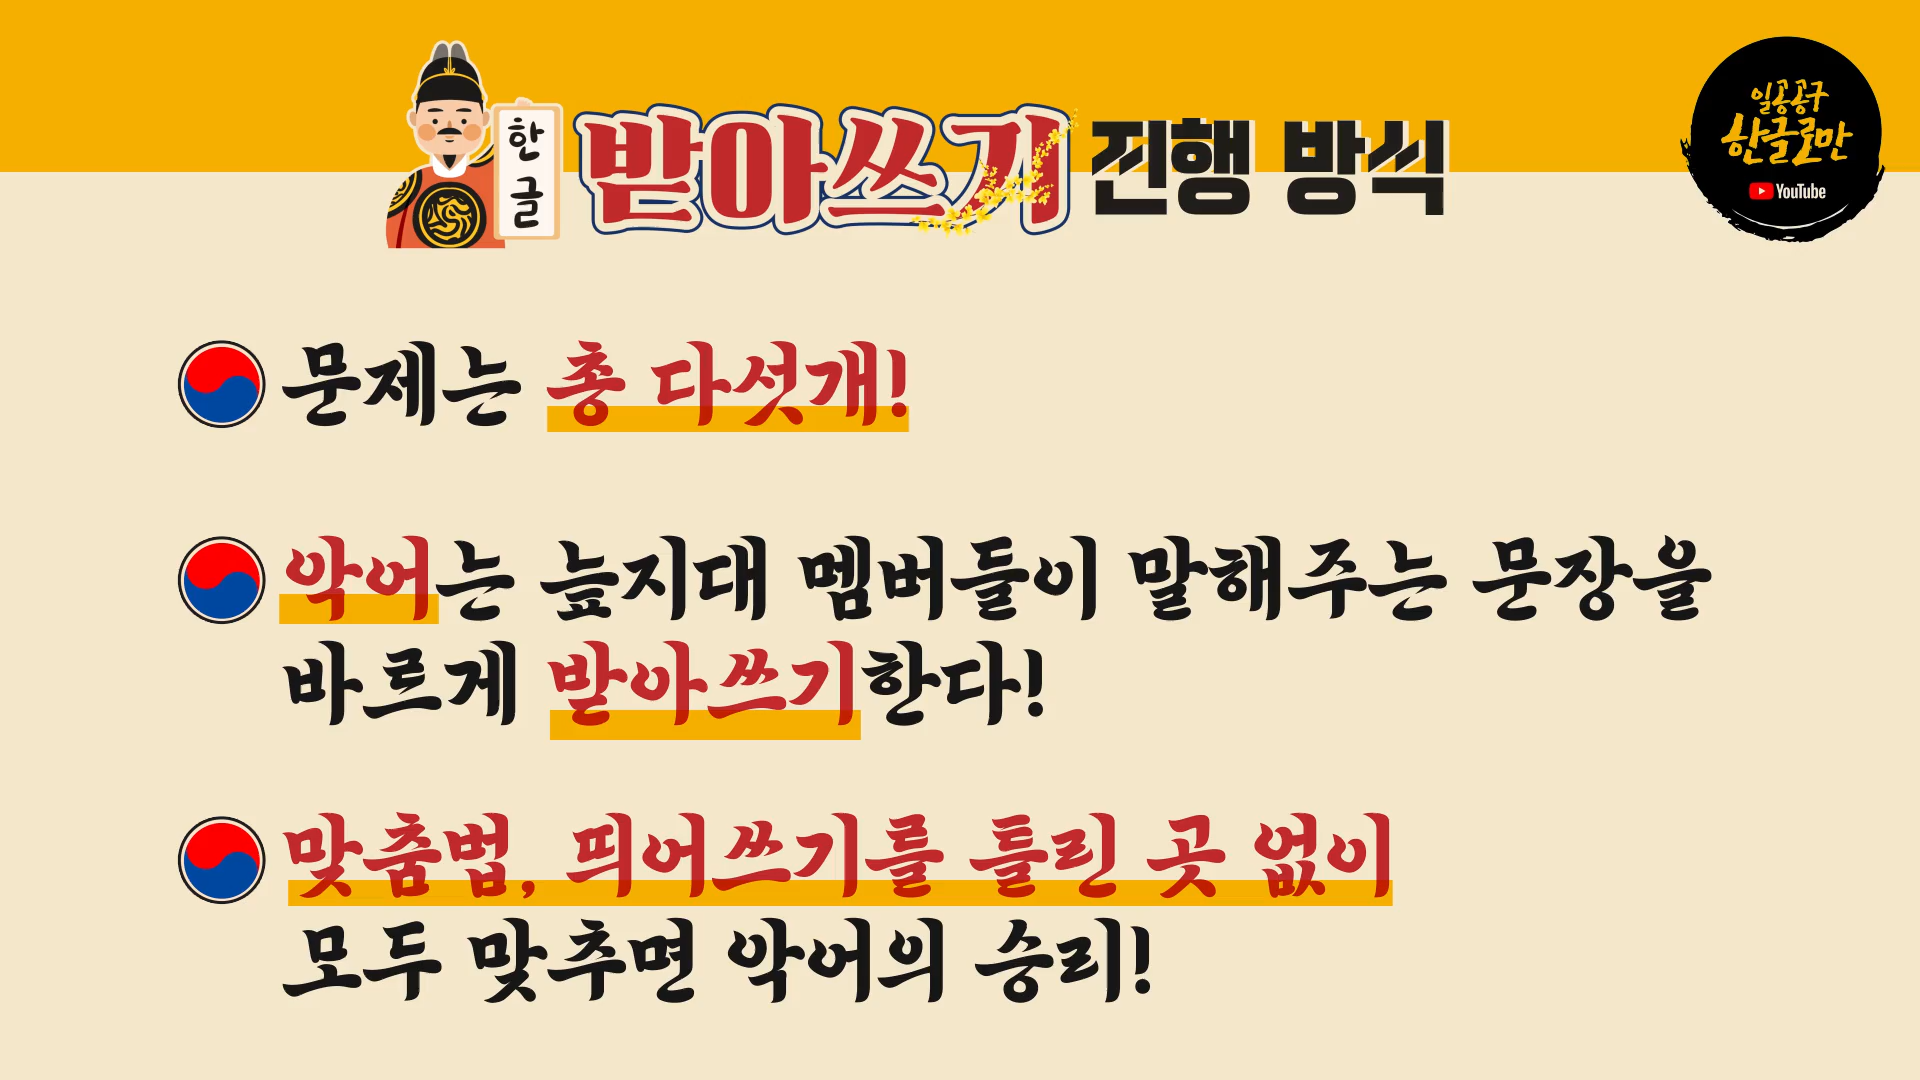 한글
받아쓰기 진행 방식
일공공구
한글로만
YouTube
문제는 총 다섯개!
악어는 늪지대 멤버들이 말해주는 문장을
바르게 받아쓰기한다!
맞춤법, 띄어쓰기를 틀린 곳 없이
모두 맞추면 악어의 승리!